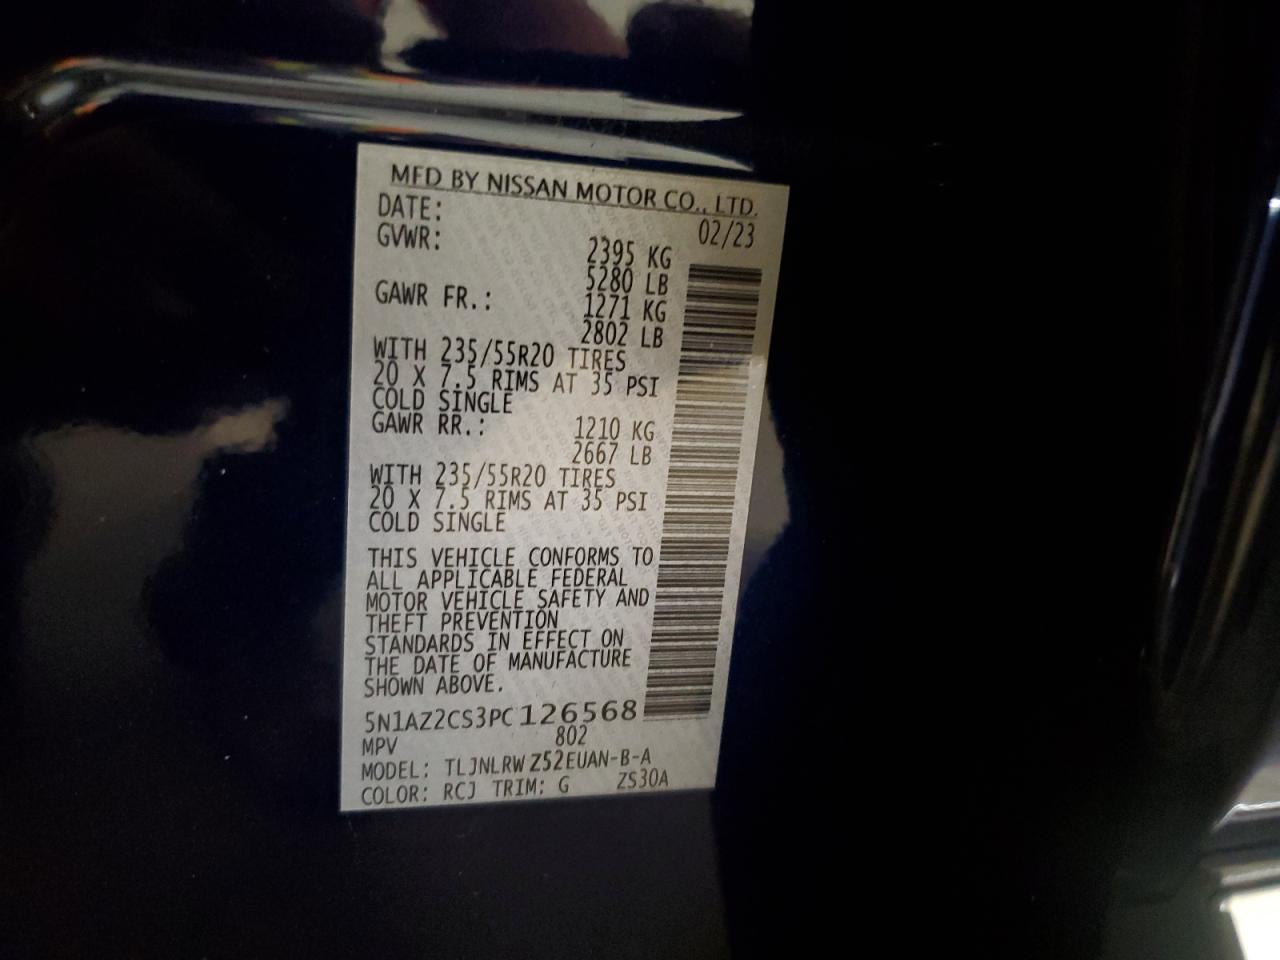 MFD BY NISSAN MOTOR CO., LTD.
DATE: 02/23
GVWR: 2395 KG
5280 LB
GAWR FR.: 1271 KG
2802 LB
WITH 235/55R20 TIRES
20 X 7.5 RIMS AT 35 PSI
COLD SINGLE
GAWR RR.: 1210 KG
2667 LB
WITH 235/55R20 TIRES
20 X 7.5 RIMS AT 35 PSI
COLD SINGLE
THIS VEHICLE CONFORMS TO
ALL APPLICABLE FEDERAL
MOTOR VEHICLE SAFETY AND
THEFT PREVENTION
STANDARDS IN EFFECT ON
THE DATE OF MANUFACTURE
SHOWN ABOVE.
5N1AZ2CS3PC126568
MPV 802
MODEL: TLJNLRW Z52EUAN-B-A
COLOR: RCJ TRIM: G ZS30A